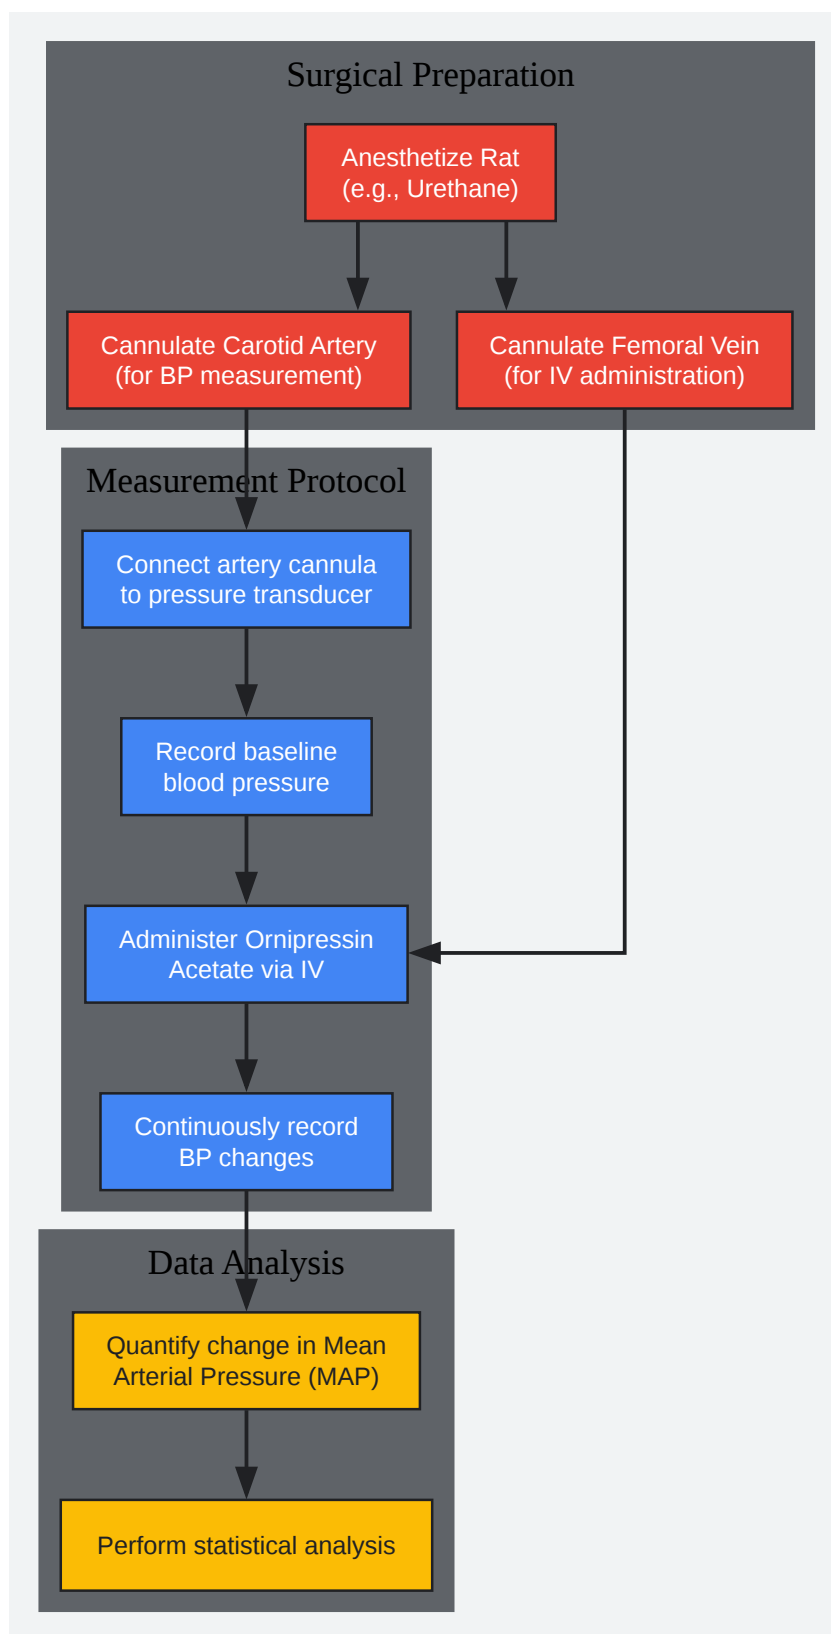 Surgical Preparation
Anesthetize Rat
(e.g., Urethane)
Cannulate Carotid Artery
(for BP measurement)
Cannulate Femoral Vein
(for IV administration)
Measurement Protocol
Connect artery cannula
to pressure transducer
Record baseline
blood pressure
Administer Ornipressin
Acetate via IV
Continuously record
BP changes
Data Analysis
Quantify change in Mean
Arterial Pressure (MAP)
Perform statistical analysis